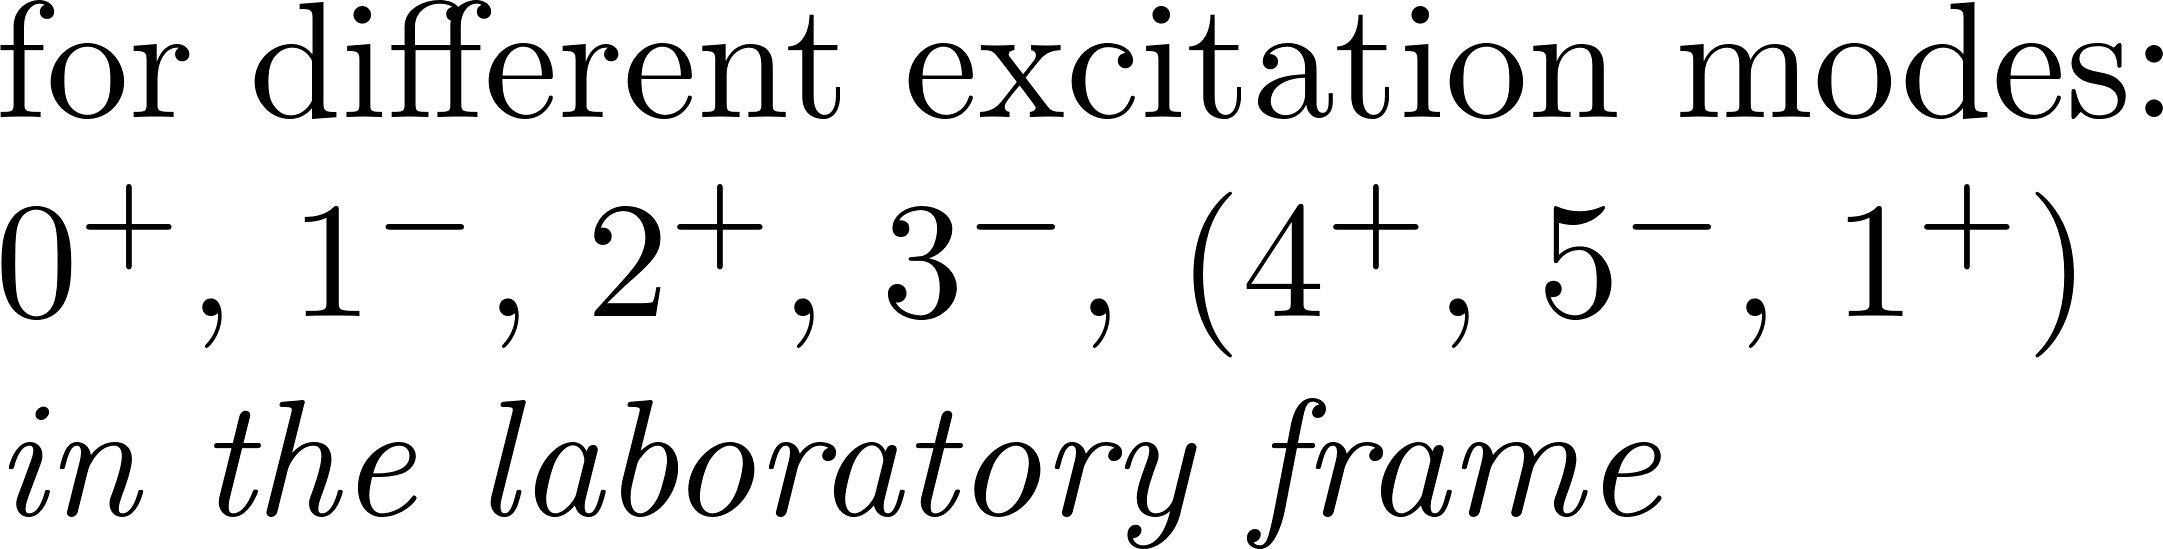 for different excitation modes:
0⁺, 1⁻, 2⁺, 3⁻, (4⁺, 5⁻, 1⁺)
in the laboratory frame